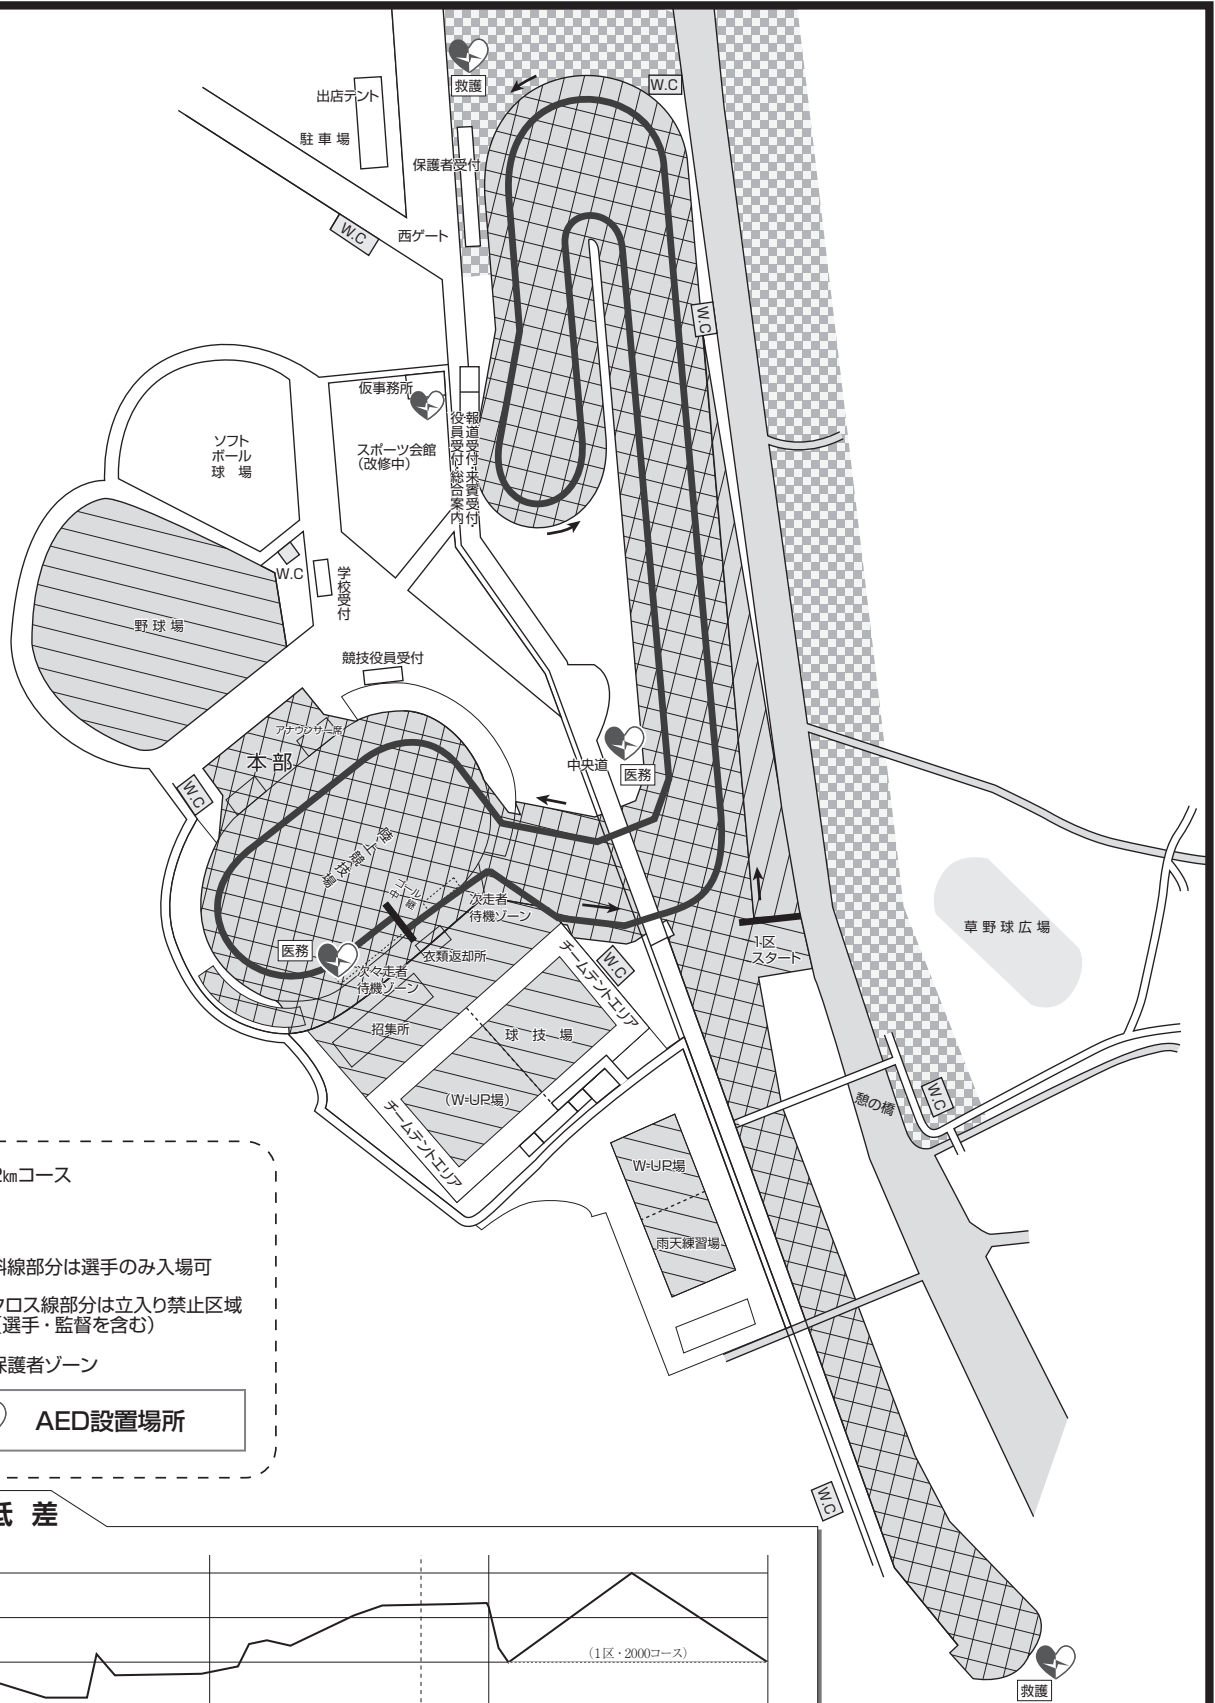 救護
W.C
出店テント
駐車場
保護者受付
W.C
西ゲート
W.C
仮事務所
スポーツ会館
(改修中)
報道受付・来賓受付・
役員受付・総合案内
ソフト
ボール
球場
W.C
学校受付
野球場
競技役員受付
アナウンサー席
本部
W.C
中央道
医務
陸上競技場
ゴール
中継
次走者
待機ゾーン
1区
スタート
草野球広場
医務
次々走者
待機ゾーン
衣類返却所
チームテントエリア
W.C
招集所
球技場
(W-UP場)
チームテントエリア
憩の橋
W.C
W-UP場
雨天練習場
2㎞コース
斜線部分は選手のみ入場可
クロス線部分は立入り禁止区域
(選手・監督を含む)
保護者ゾーン
AED設置場所
W.C
低差
(1区・2000コース)
救護